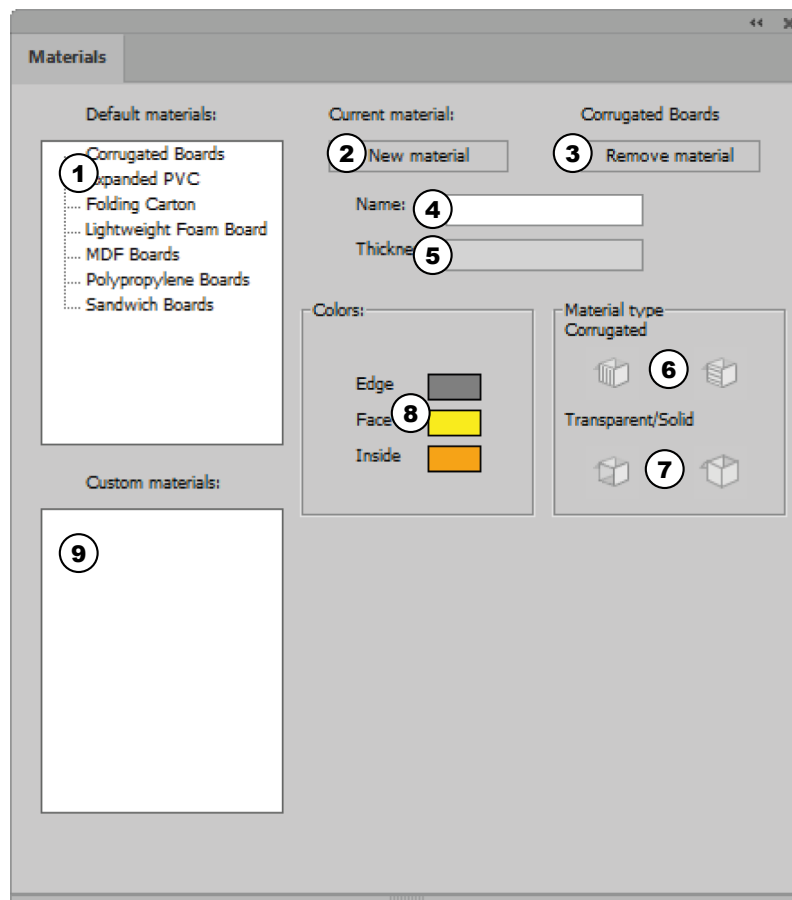 Materials
Default materials:
Corrugated Boards
Expanded PVC
Folding Carton
Lightweight Foam Board
MDF Boards
Polypropylene Boards
Sandwich Boards
1
Custom materials:
9
Current material:
Corrugated Boards
2 New material
3 Remove material
Name: 4
Thickne 5
Colors:
Edge
Face 8
Inside
Material type
Corrugated
6
Transparent/Solid
7